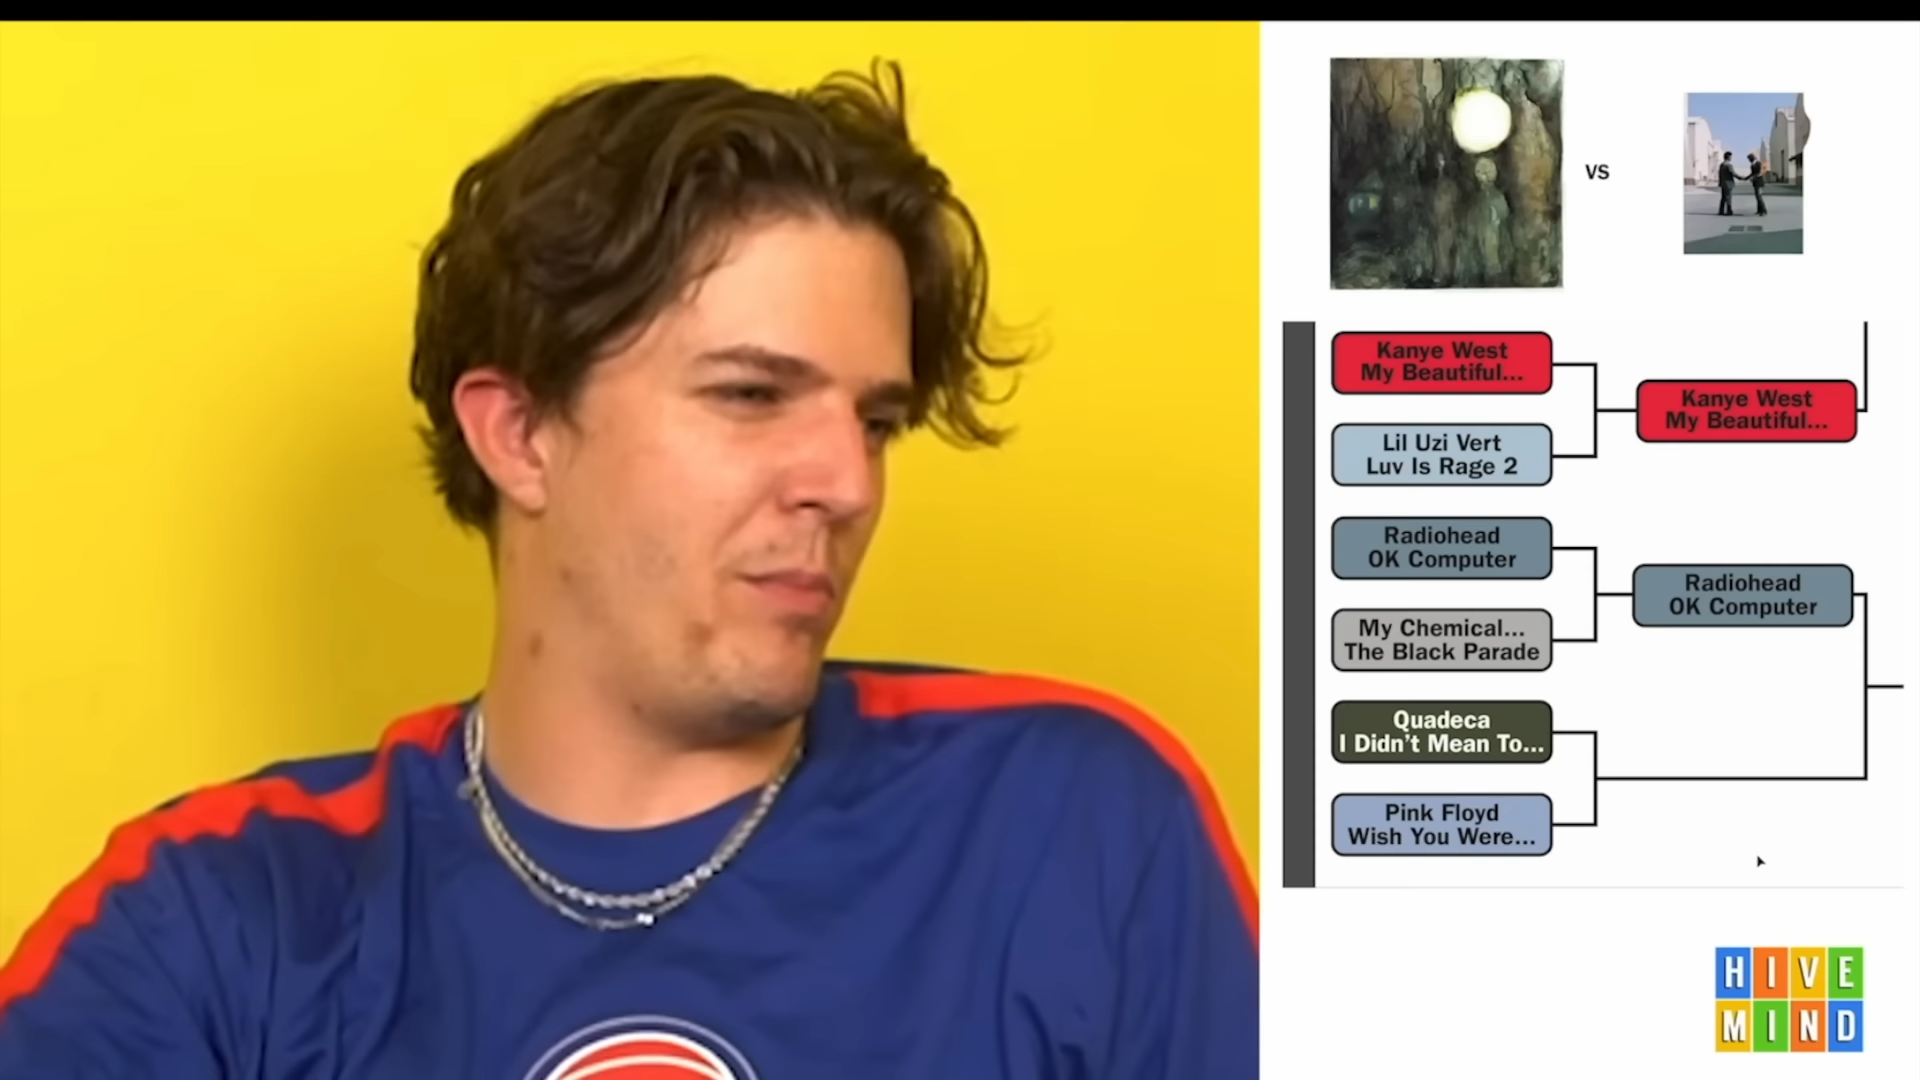 VS
Kanye West
My Beautiful...
Lil Uzi Vert
Luv Is Rage 2
Kanye West
My Beautiful...
Radiohead
OK Computer
My Chemical...
The Black Parade
Radiohead
OK Computer
Quadeca
I Didn't Mean To...
Pink Floyd
Wish You Were...
HIVE
MIND